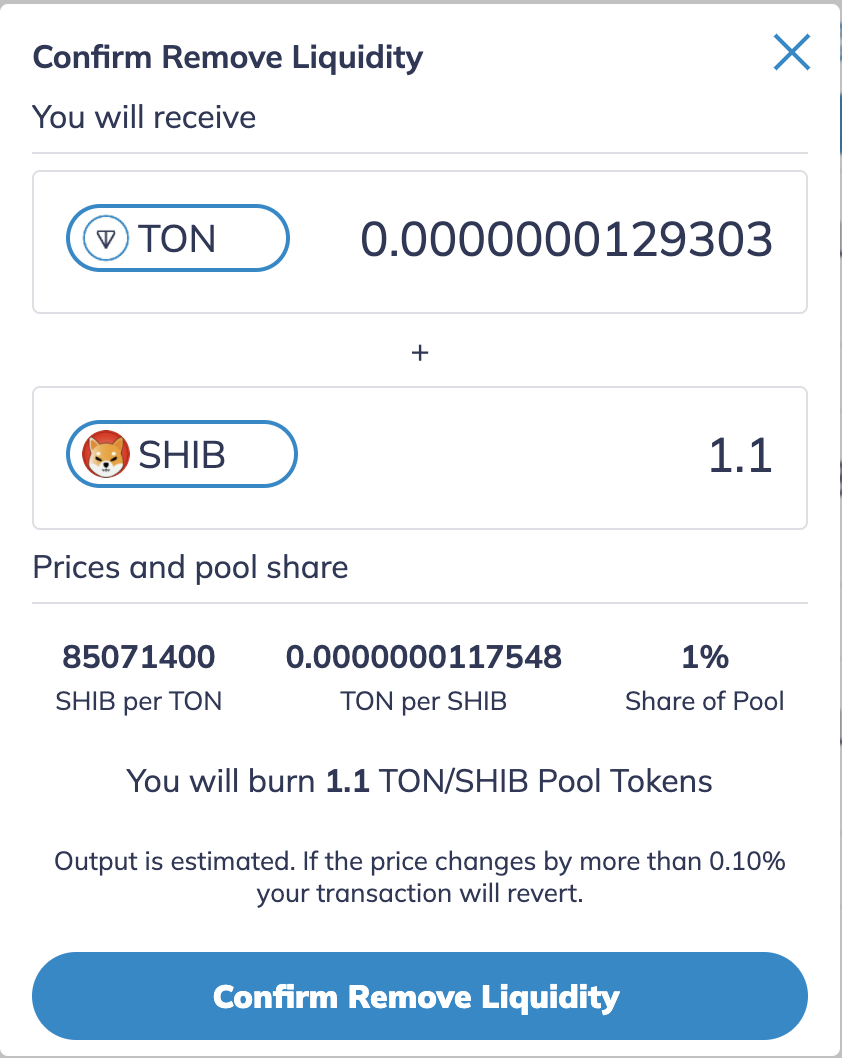 Confirm Remove Liquidity
You will receive
TON 0.0000000129303
+
SHIB 1.1
Prices and pool share
85071400 0.0000000117548 1%
SHIB per TON TON per SHIB Share of Pool
You will burn 1.1 TON/SHIB Pool Tokens
Output is estimated. If the price changes by more than 0.10%
your transaction will revert.
Confirm Remove Liquidity